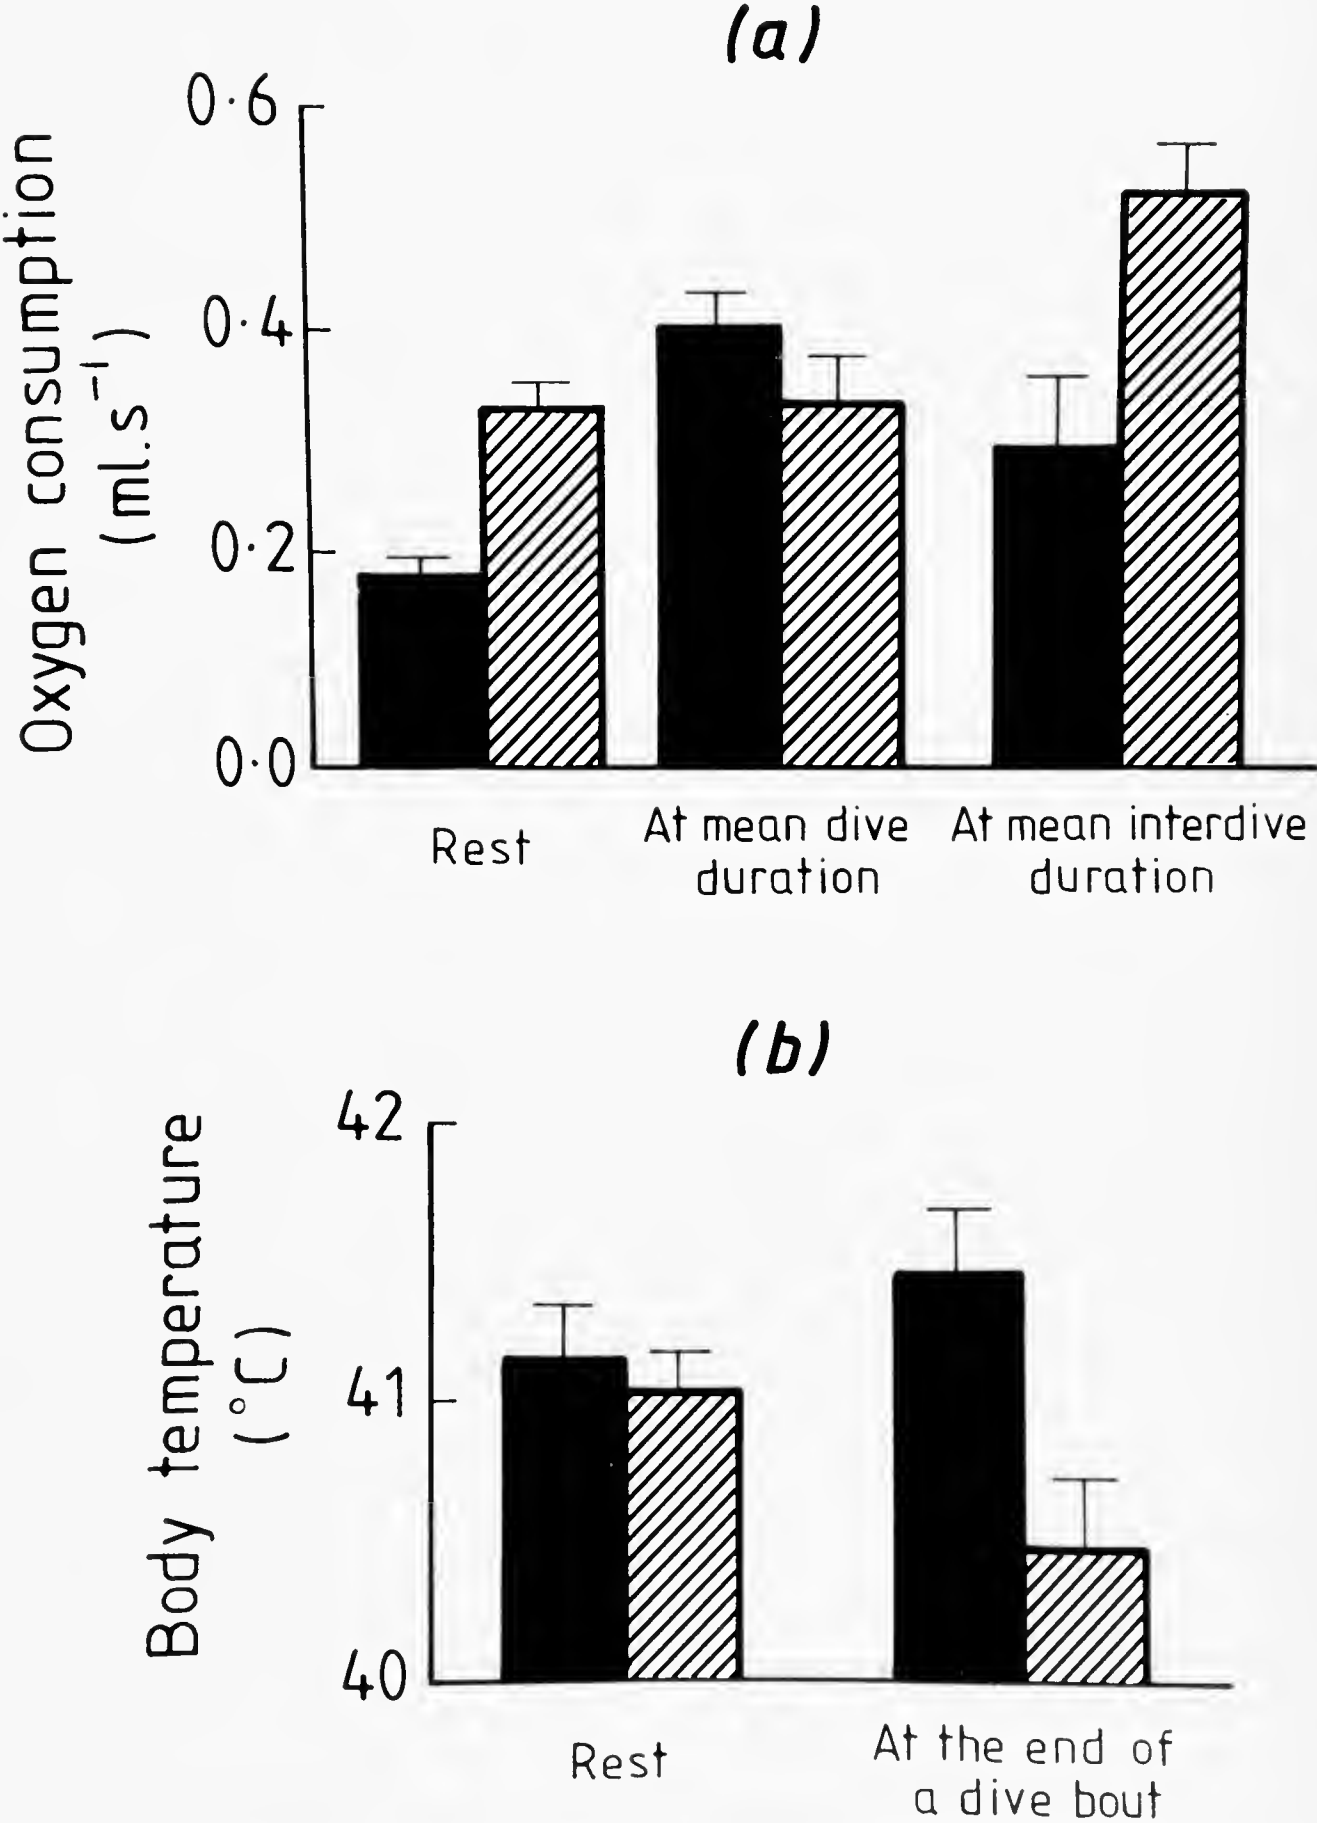 (a)
Oxygen consumption
(ml.s⁻¹)
0·6
0·4
0·2
0·0
Rest
At mean dive
duration
At mean interdive
duration
(b)
Body temperature
(°C)
42
41
40
Rest
At the end of
a dive bout